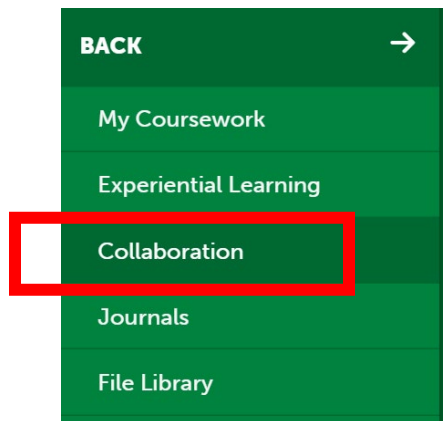 BACK
My Coursework
Experiential Learning
Collaboration
Journals
File Library